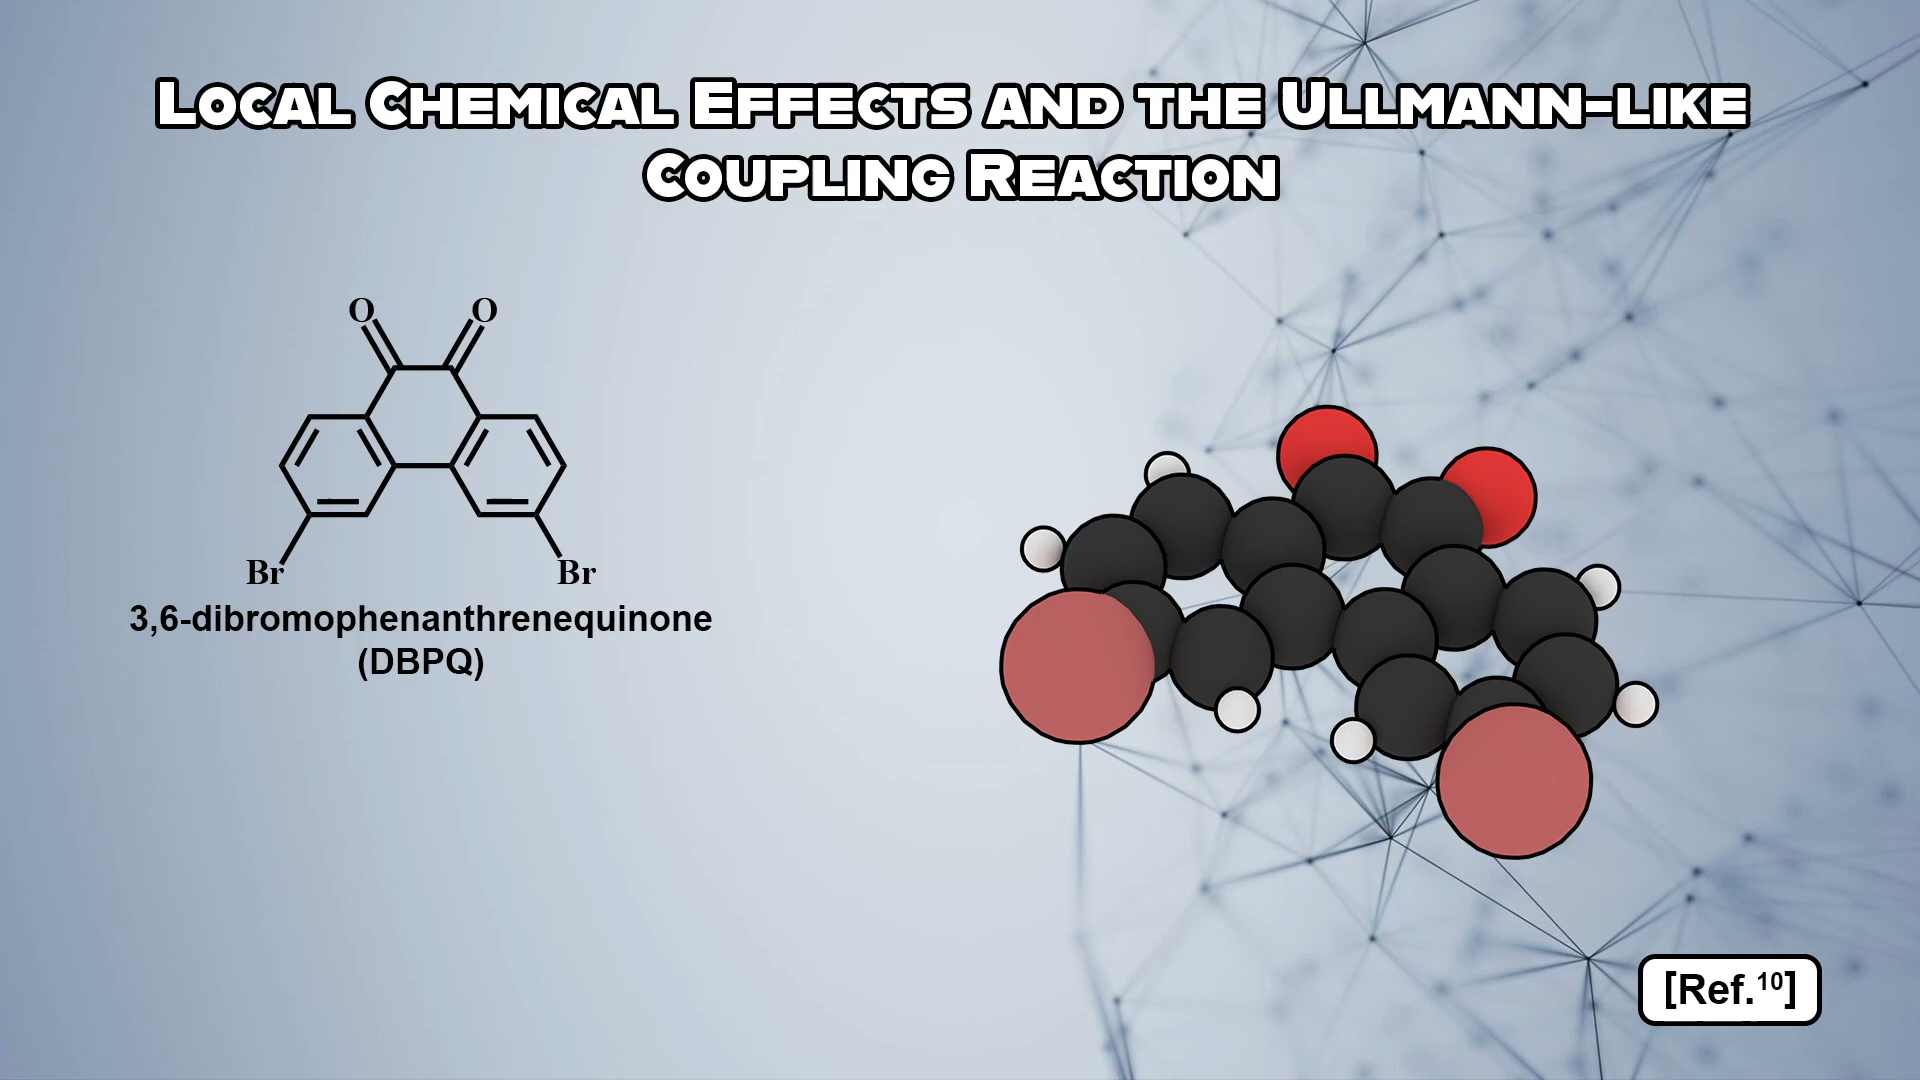 Local Chemical Effects and the Ullmann-like
Coupling Reaction
O O
Br Br
3,6-dibromophenanthrenequinone
(DBPQ)
[Ref.¹⁰]